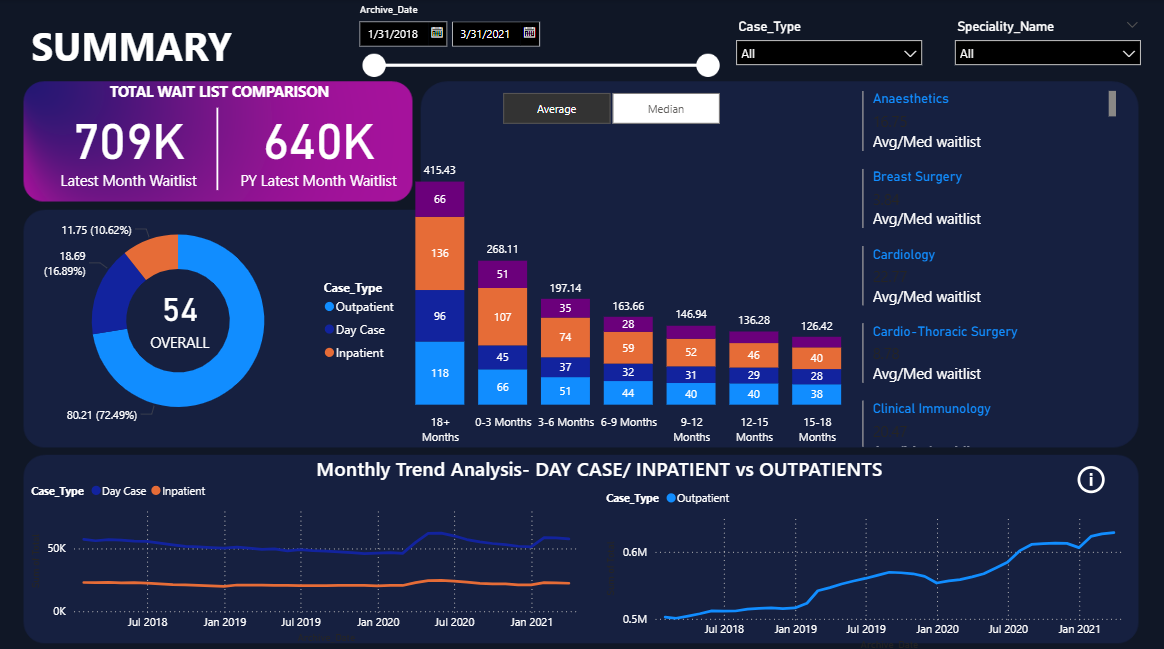 SUMMARY
Archive_Date
1/31/2018
3/31/2021
Case_Type
All
Speciality_Name
All
TOTAL WAIT LIST COMPARISON
709K
640K
Latest Month Waitlist
PY Latest Month Waitlist
Average
Median
11.75 (10.62%)
18.69
(16.89%)
54
OVERALL
80.21 (72.49%)
Case_Type
Outpatient
Day Case
Inpatient
415.43
66
136
96
118
18+
Months
268.11
51
107
45
66
0-3 Months
197.14
35
74
37
51
3-6 Months
163.66
28
59
32
44
6-9 Months
146.94
52
31
40
9-12
Months
136.28
46
29
40
12-15
Months
126.42
40
28
38
15-18
Months
Anaesthetics
Avg/Med waitlist
Breast Surgery
Avg/Med waitlist
Cardiology
Avg/Med waitlist
Cardio-Thoracic Surgery
Avg/Med waitlist
Clinical Immunology
Monthly Trend Analysis- DAY CASE/ INPATIENT vs OUTPATIENTS
Case_Type Day Case Inpatient
50K
0K
Jul 2018 Jan 2019 Jul 2019 Jan 2020 Jul 2020 Jan 2021
Case_Type Outpatient
0.6M
0.5M
Jul 2018 Jan 2019 Jul 2019 Jan 2020 Jul 2020 Jan 2021